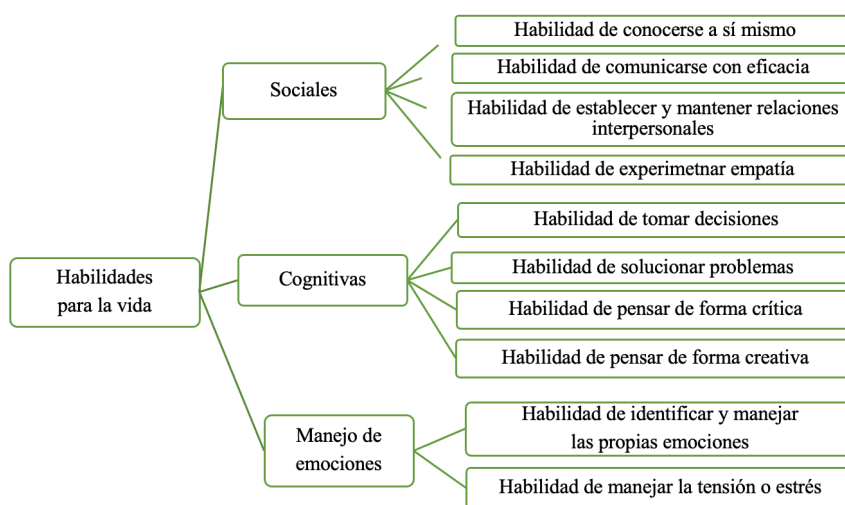 Habilidades
para la vida
Sociales
Habilidad de conocerse a sí mismo
Habilidad de comunicarse con eficacia
Habilidad de establecer y mantener relaciones
interpersonales
Habilidad de experimetnar empatía
Cognitivas
Habilidad de tomar decisiones
Habilidad de solucionar problemas
Habilidad de pensar de forma crítica
Habilidad de pensar de forma creativa
Manejo de
emociones
Habilidad de identificar y manejar
las propias emociones
Habilidad de manejar la tensión o estrés